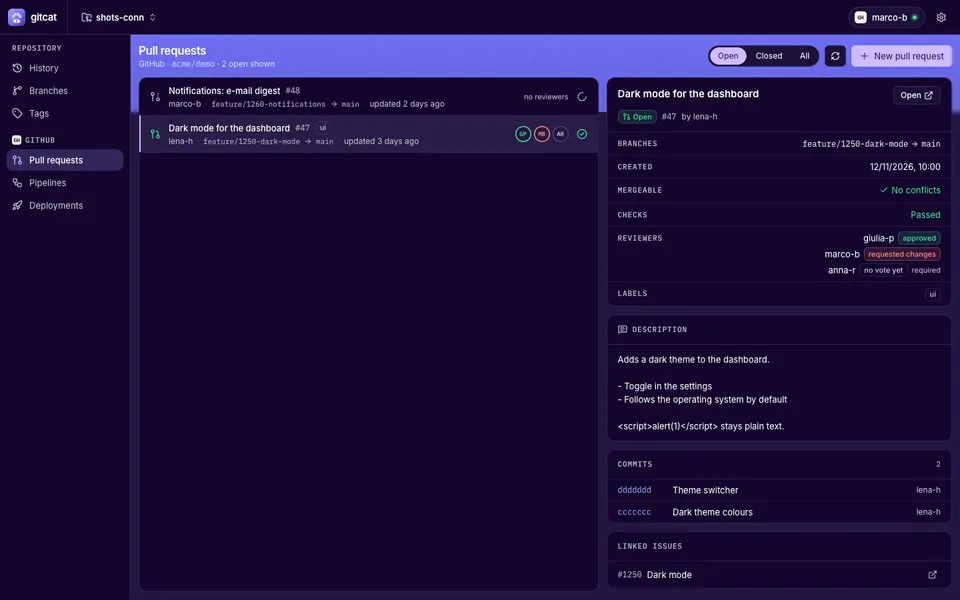 gitcat
shots-conn
GH marco-b
REPOSITORY
History
Branches
Tags
GH GITHUB
Pull requests
Pipelines
Deployments
Pull requests
GitHub · acme/demo · 2 open shown
Open Closed All
+ New pull request
Notifications: e-mail digest #48
marco-b · feature/1260-notifications → main · updated 2 days ago
no reviewers
Dark mode for the dashboard #47 ui
lena-h · feature/1250-dark-mode → main · updated 3 days ago
GP MB AR
Dark mode for the dashboard
Open
Open #47 by lena-h
BRANCHES feature/1250-dark-mode → main
CREATED 12/11/2026, 10:00
MERGEABLE No conflicts
CHECKS Passed
REVIEWERS giulia-p approved
marco-b requested changes
anna-r no vote yet required
LABELS ui
DESCRIPTION
Adds a dark theme to the dashboard.
- Toggle in the settings
- Follows the operating system by default
<script>alert(1)</script> stays plain text.
COMMITS 2
ddddddd Theme switcher lena-h
ccccccc Dark theme colours lena-h
LINKED ISSUES
#1250 Dark mode